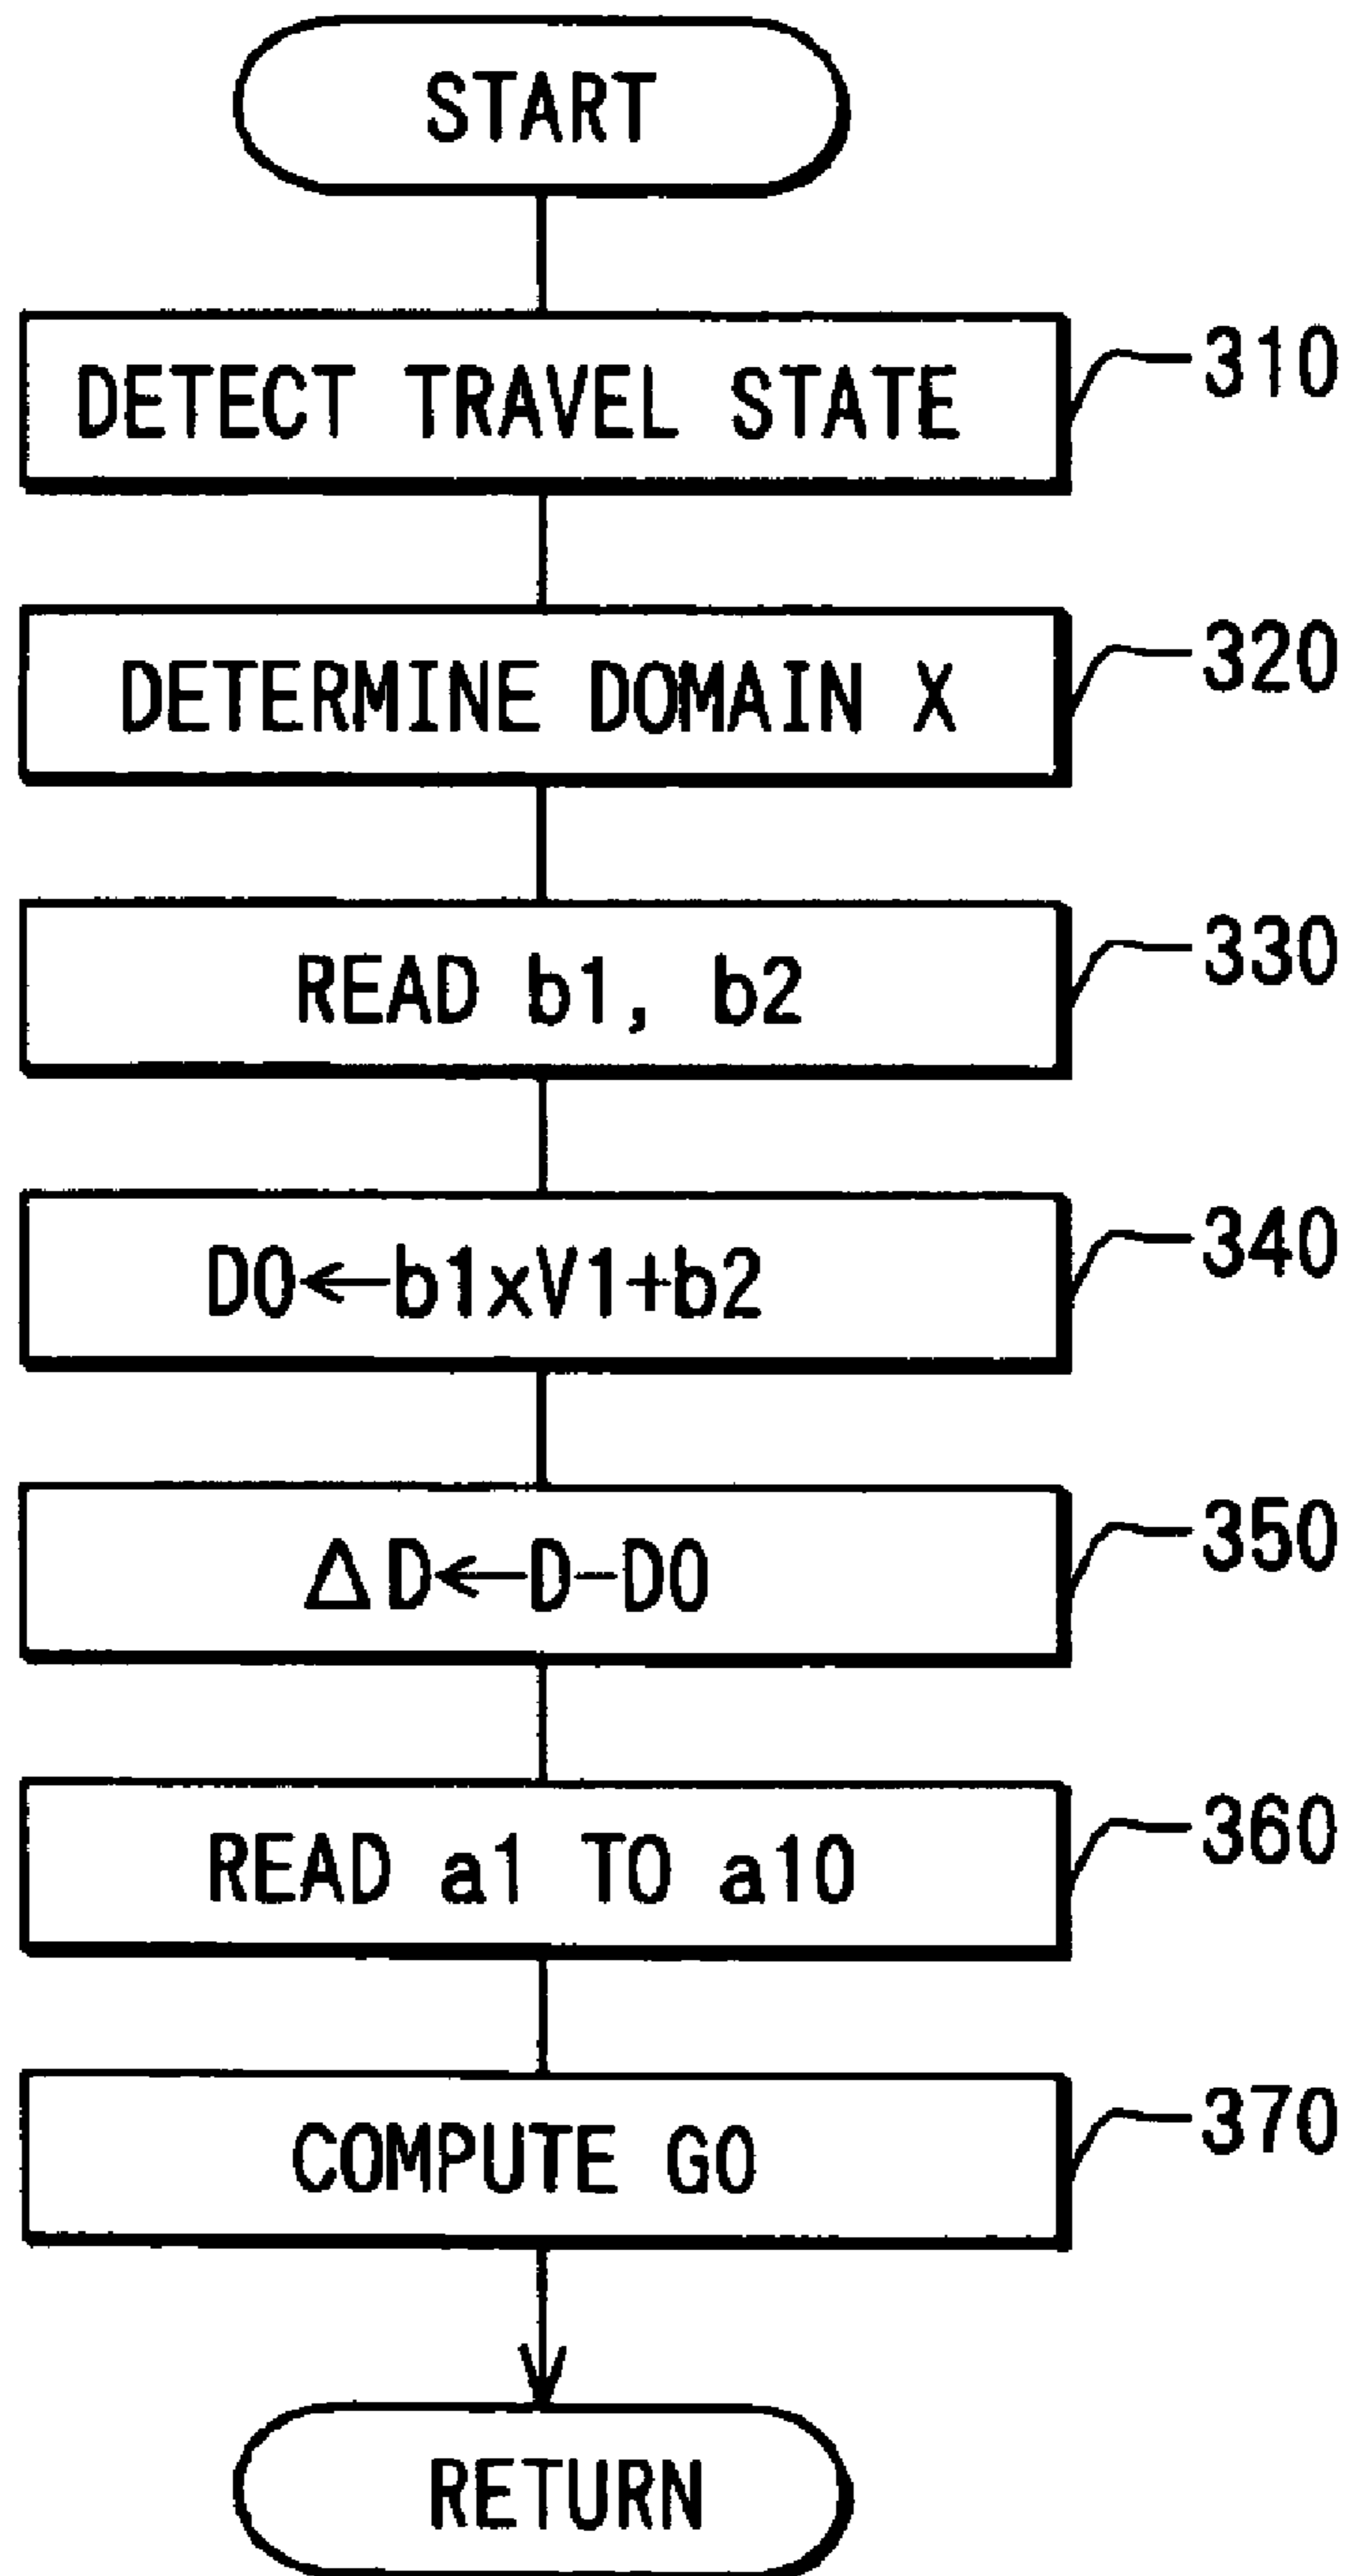 START
DETECT TRAVEL STATE
310
DETERMINE DOMAIN X
320
READ b1, b2
330
D0←b1xV1+b2
340
ΔD←D-D0
350
READ a1 TO a10
360
COMPUTE G0
370
RETURN